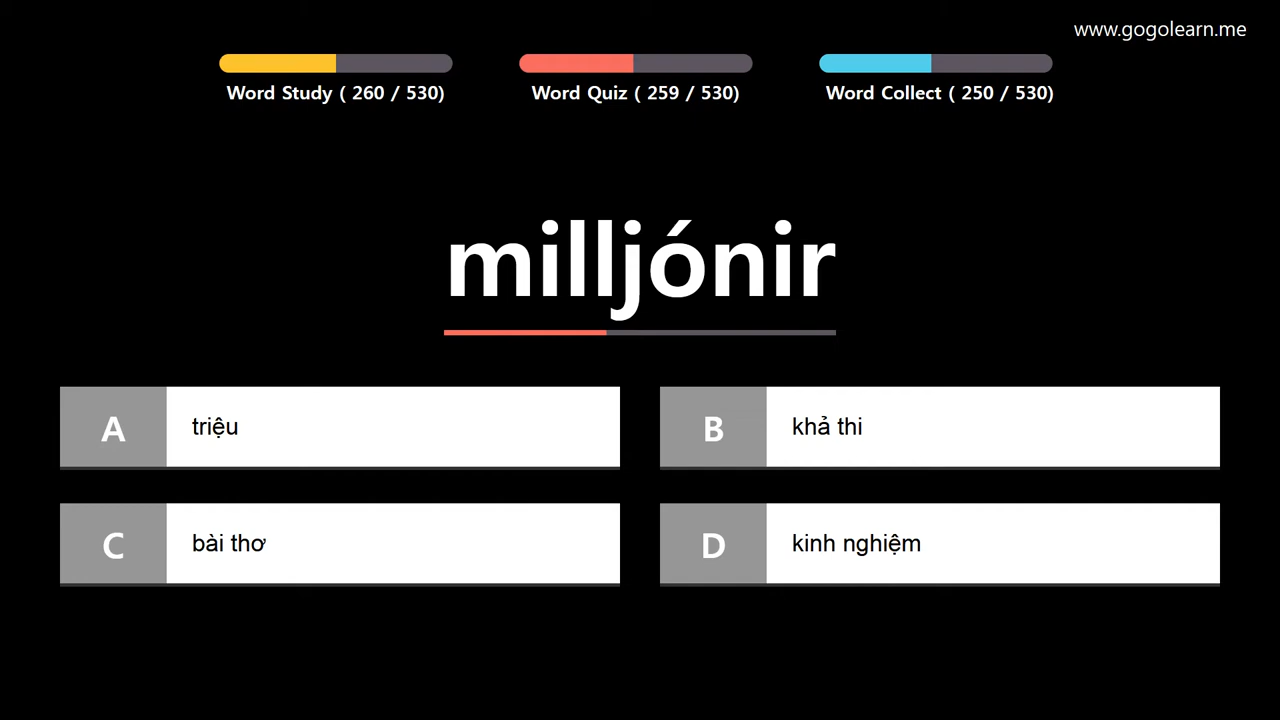 www.gogolearn.me
Word Study ( 260 / 530)
Word Quiz ( 259 / 530)
Word Collect ( 250 / 530)
milljónir
A triệu
B khả thi
C bài thơ
D kinh nghiệm